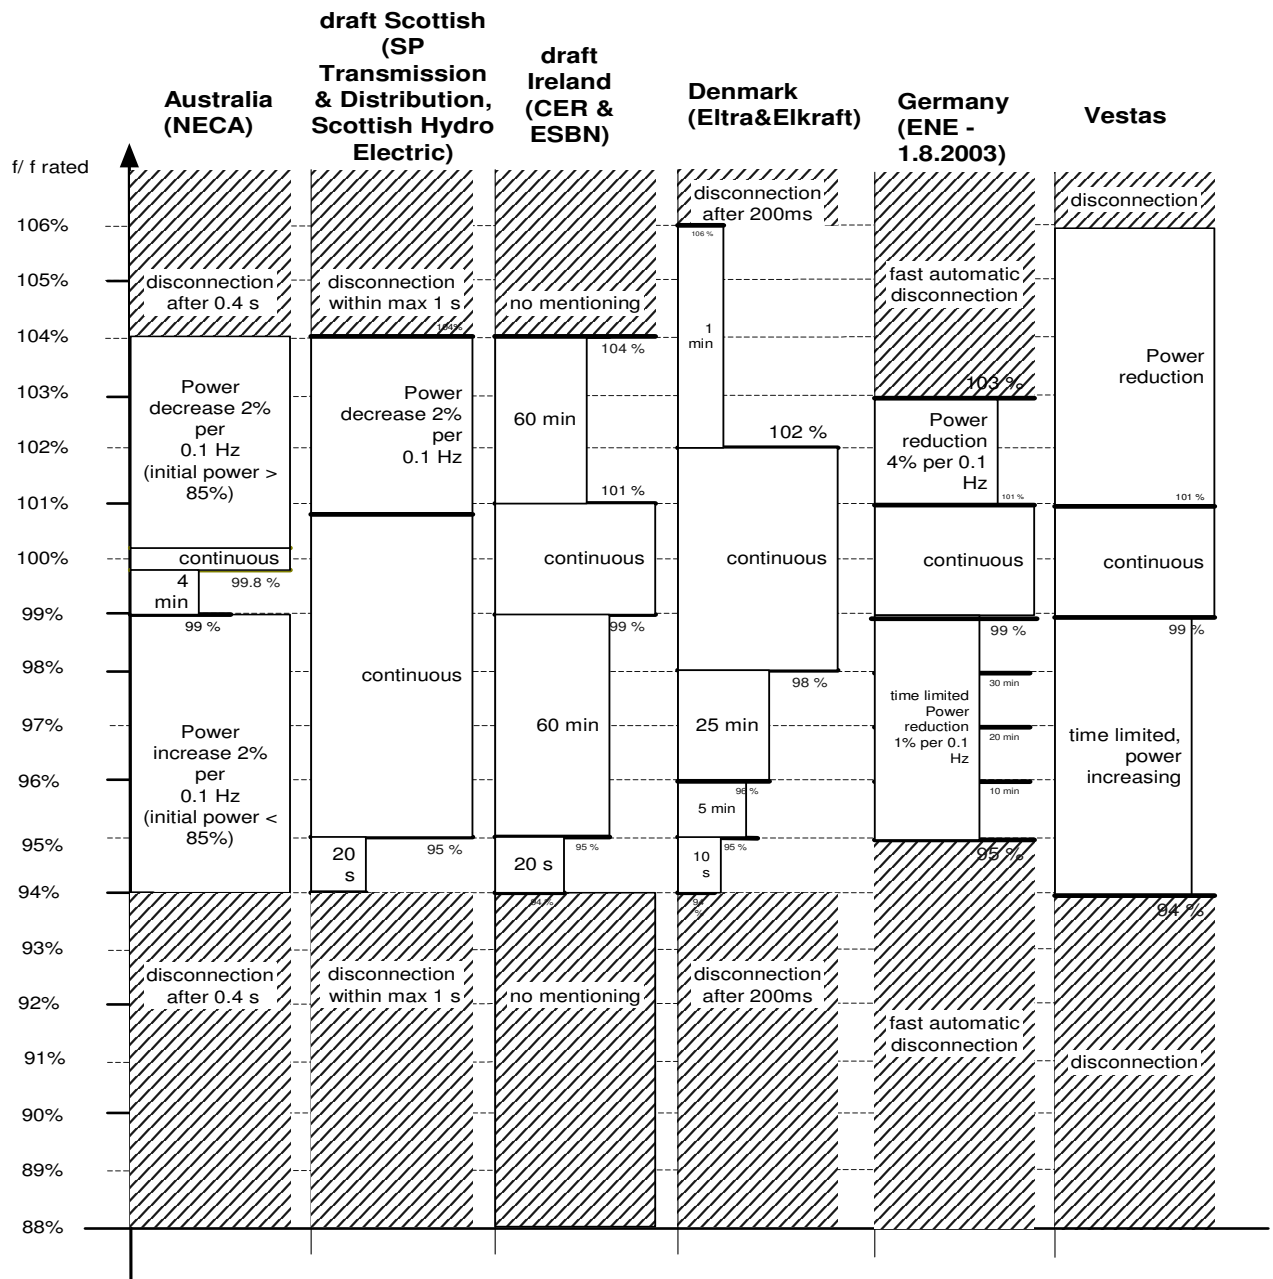 draft Scottish
(SP
Transmission
& Distribution,
Scottish Hydro
Electric)
draft
Ireland
(CER &
ESBN)
Australia
(NECA)
Denmark
(Eltra&Elkraft)
Germany
(ENE -
1.8.2003)
Vestas
f/ f rated
106%
105%
104%
103%
102%
101%
100%
99%
98%
97%
96%
95%
94%
93%
92%
91%
90%
89%
88%
disconnection
after 0.4 s
Power
decrease 2%
per
0.1 Hz
(initial power >
85%)
continuous
99.8 %
4
min
99 %
Power
increase 2%
per
0.1 Hz
(initial power <
85%)
disconnection
after 0.4 s
disconnection
within max 1 s
104%
Power
decrease 2%
per
0.1 Hz
continuous
95 %
20
s
disconnection
within max 1 s
no mentioning
104 %
60 min
101 %
continuous
99 %
60 min
95 %
20 s
94 %
no mentioning
disconnection
after 200ms
106 %
1
min
102 %
continuous
98 %
25 min
96 %
5 min
95 %
10
s
94
%
disconnection
after 200ms
fast automatic
disconnection
103 %
Power
reduction
4% per 0.1
Hz
101 %
continuous
99 %
30 min
time limited
Power
reduction
1% per 0.1
Hz
20 min
10 min
95 %
fast automatic
disconnection
disconnection
Power
reduction
101 %
continuous
99 %
time limited,
power
increasing
94 %
disconnection